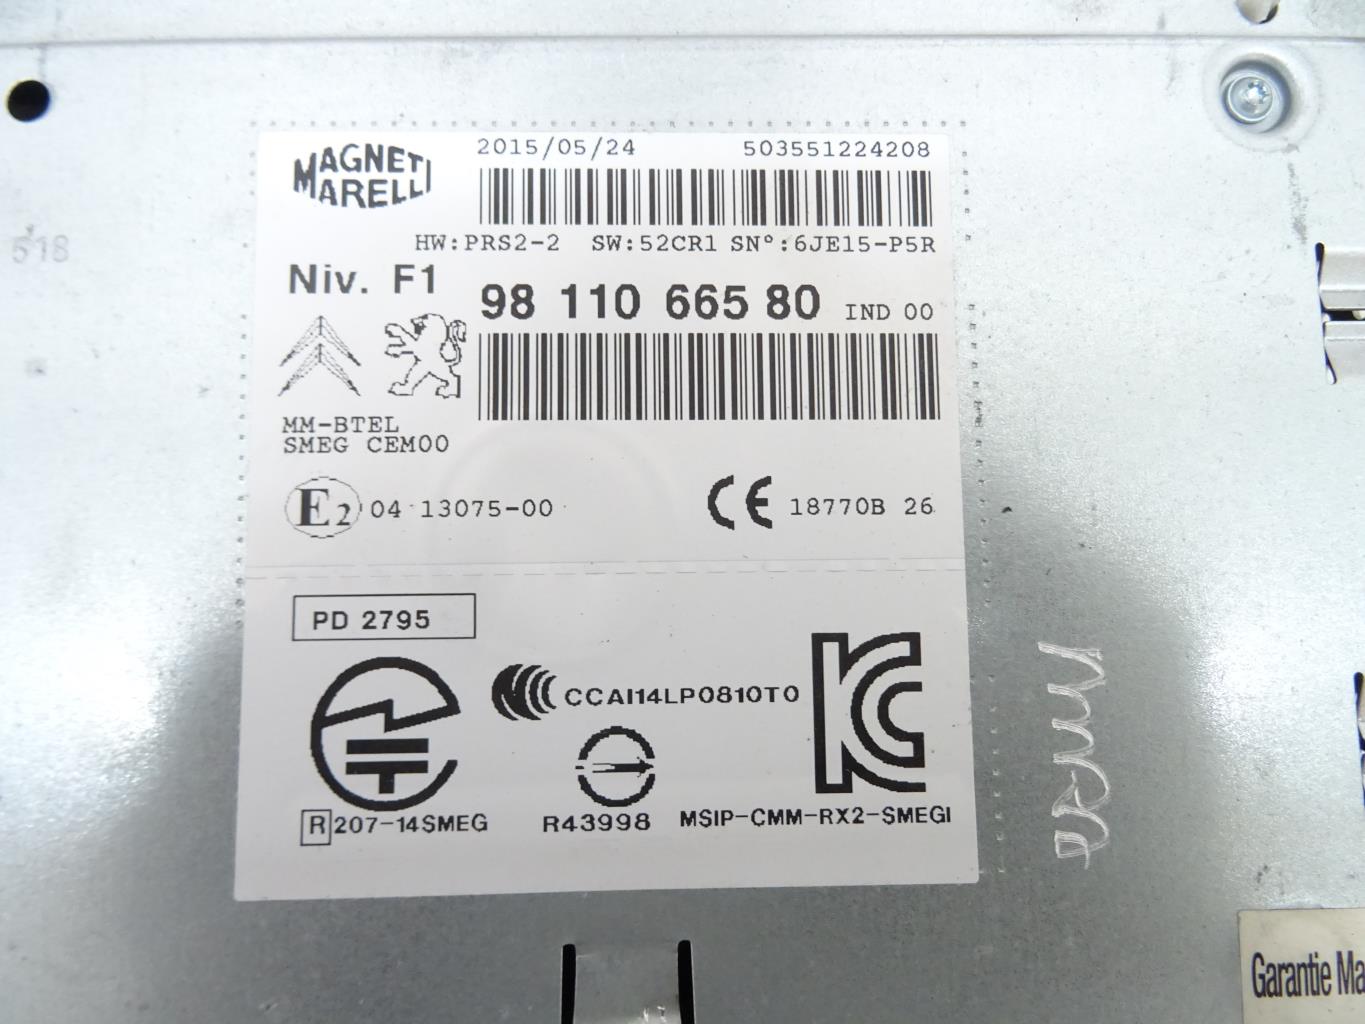 MAGNETI
MARELLI
2015/05/24 503551224208
HW:PRS2-2 SW:52CR1 SN°:6JE15-P5R
Niv. F1
98 110 665 80 IND 00
MM-BTEL
SMEG CEM00
E2 04 13075-00
CE 18770B 26
PD 2795
CCAI14LP0810T0
R 207-14SMEG
R43998
MSIP-CMM-RX2-SMEGI
518
Garantie Ma